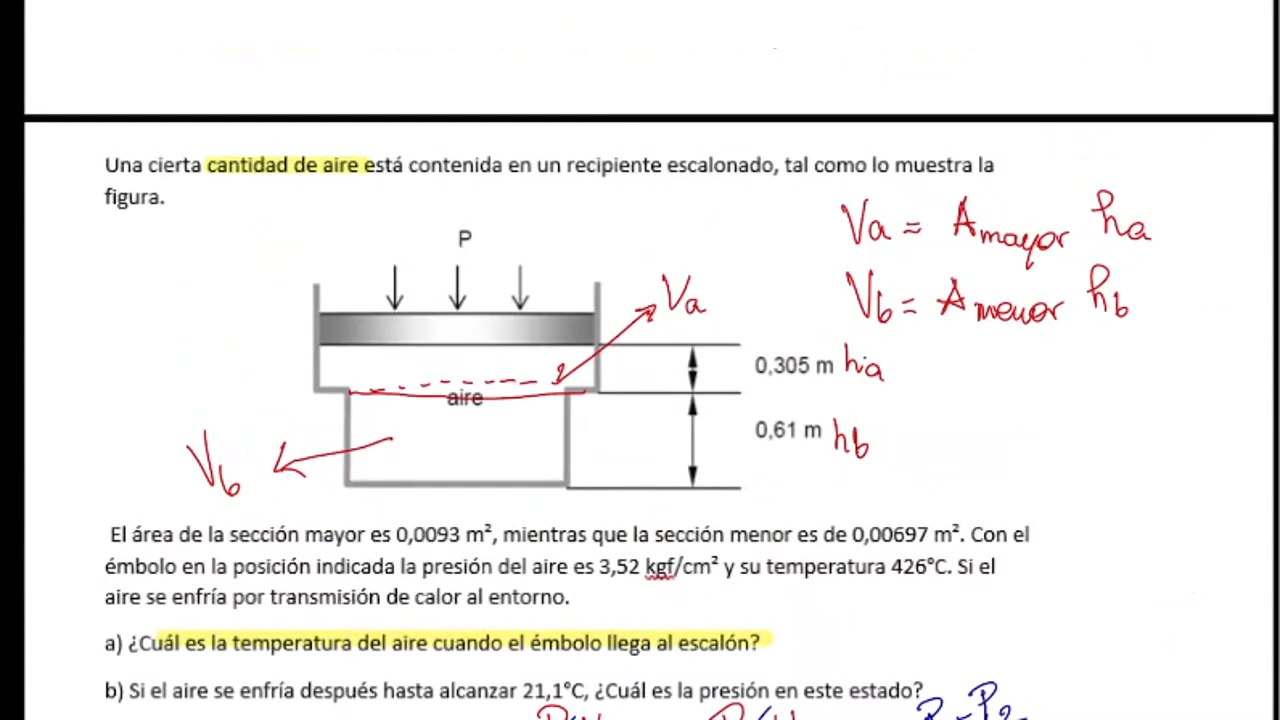 Una cierta cantidad de aire está contenida en un recipiente escalonado, tal como lo muestra la
figura.
Va = Amayor ha
P
Va
Vb = Amenor hb
0,305 m ha
aire
0,61 m hb
Vb
El área de la sección mayor es 0,0093 m², mientras que la sección menor es de 0,00697 m². Con el
émbolo en la posición indicada la presión del aire es 3,52 kgf/cm² y su temperatura 426°C. Si el
aire se enfría por transmisión de calor al entorno.
a) ¿Cuál es la temperatura del aire cuando el émbolo llega al escalón?
b) Si el aire se enfría después hasta alcanzar 21,1°C, ¿Cuál es la presión en este estado?